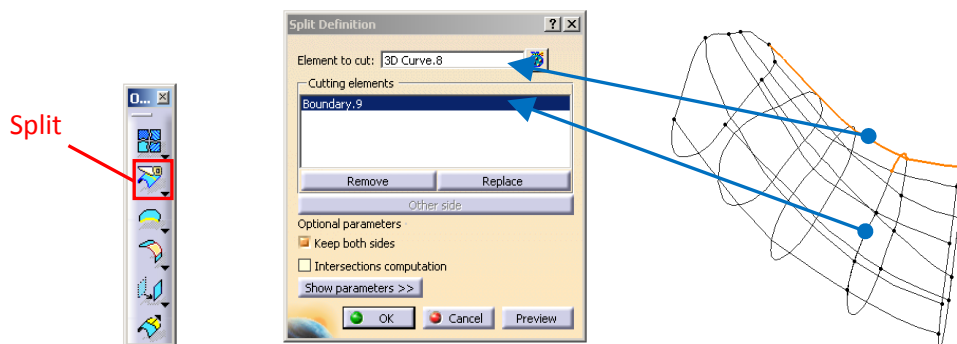 Split Definition
Element to cut: 3D Curve.8
Cutting elements
Boundary.9
Remove Replace
Other side
Optional parameters
Keep both sides
Intersections computation
Show parameters >>
OK Cancel Preview
O...
Split